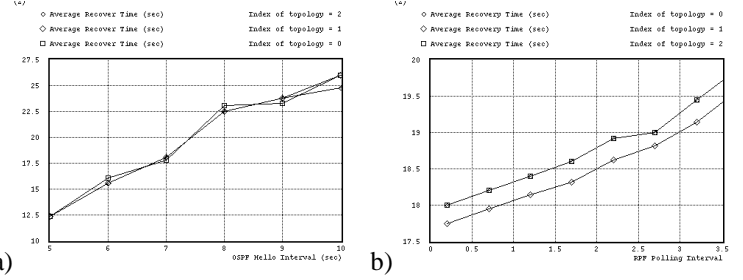 ◇ Average Recover Time (sec) Index of topology = 2
◇ Average Recover Time (sec) Index of topology = 1
□ Average Recover Time (sec) Index of topology = 0
27.5
25
22.5
20
17.5
15
12.5
10
5 6 7 8 9 10
OSPF Hello Interval (sec)
a)
◇ Average Recovery Time (sec) Index of topology = 0
◇ Average Recovery Time (sec) Index of topology = 1
□ Average Recovery Time (sec) Index of topology = 2
20
19.5
19
18.5
18
17.5
0 0.5 1 1.5 2 2.5 3 3.5
RPF Polling Interval
b)